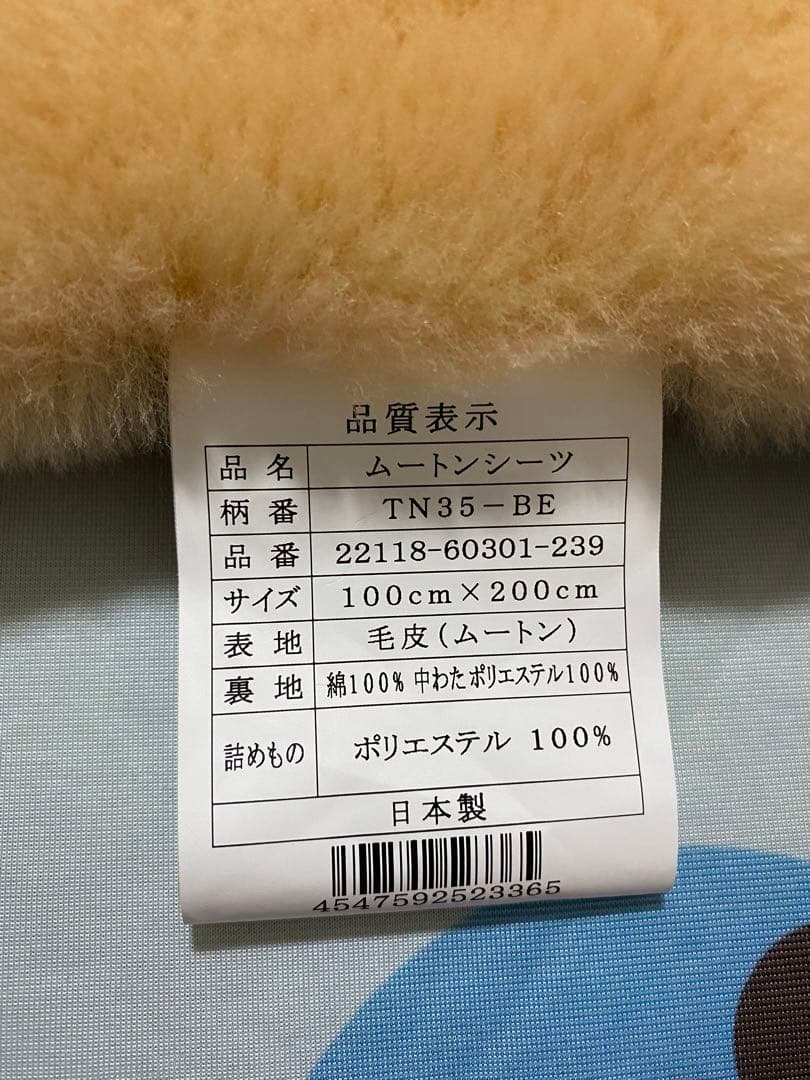 品質表示
品名 ムートンシーツ
柄番 TN35-BE
品番 22118-60301-239
サイズ 100cm×200cm
表地 毛皮(ムートン)
裏地 綿100% 中わたポリエステル100%
詰めもの ポリエステル 100%
日本製
4547592523365